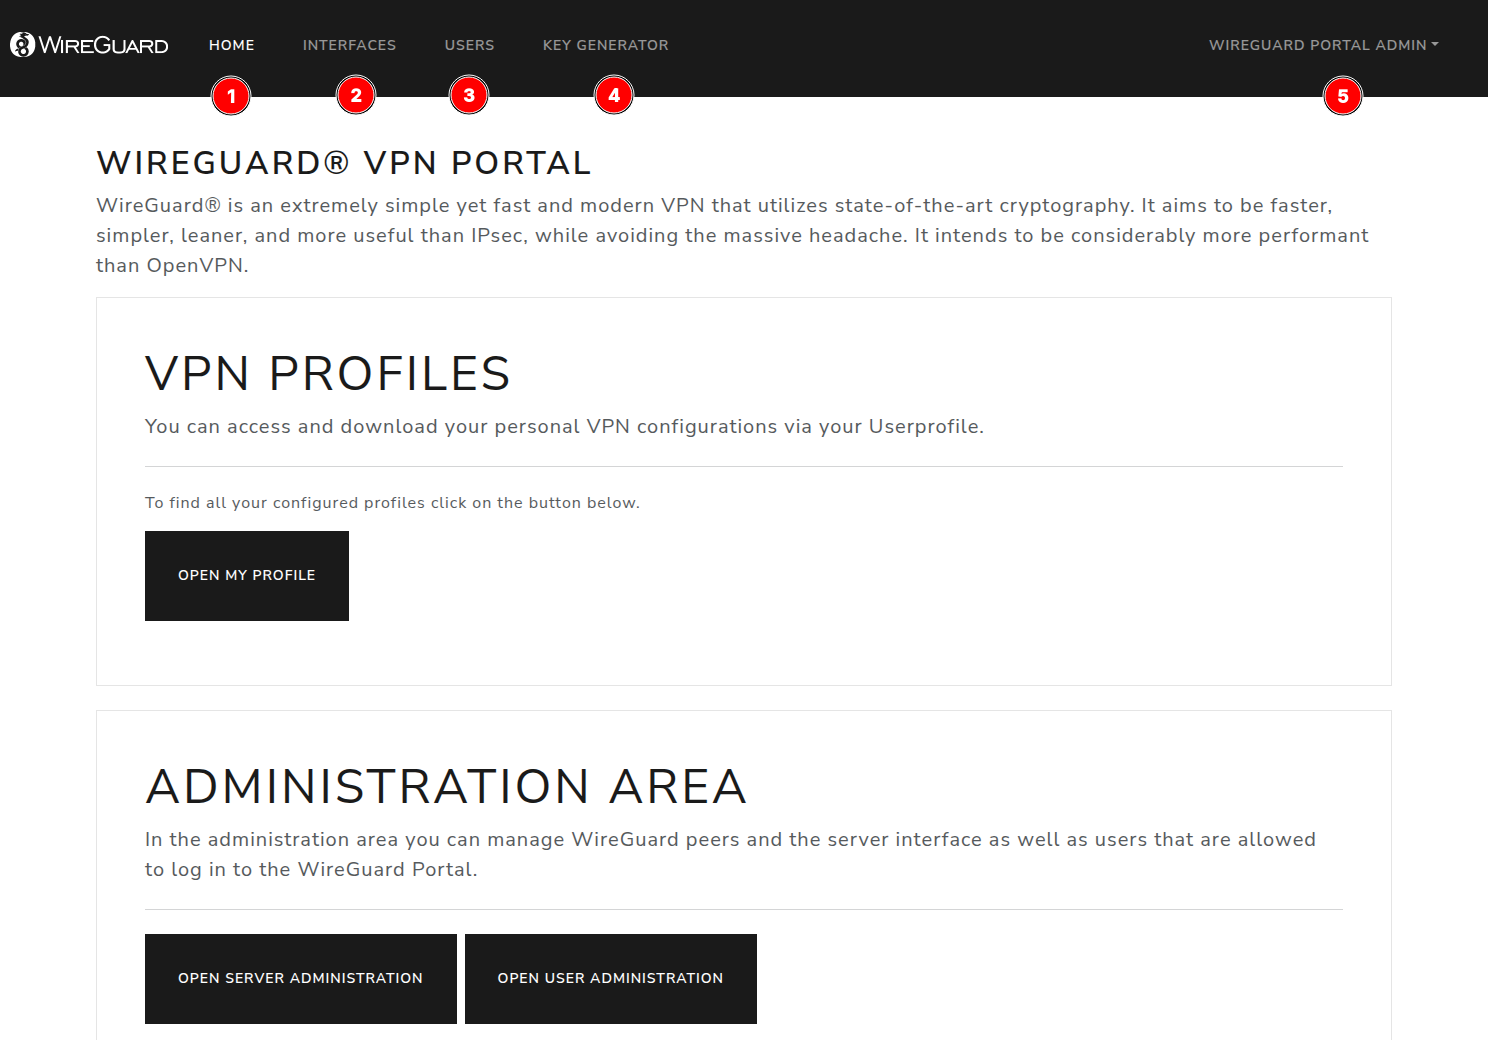 WIREGUARD HOME INTERFACES USERS KEY GENERATOR WIREGUARD PORTAL ADMIN
1 2 3 4 5
WIREGUARD® VPN PORTAL
WireGuard® is an extremely simple yet fast and modern VPN that utilizes state-of-the-art cryptography. It aims to be faster,
simpler, leaner, and more useful than IPsec, while avoiding the massive headache. It intends to be considerably more performant
than OpenVPN.
VPN PROFILES
You can access and download your personal VPN configurations via your Userprofile.
To find all your configured profiles click on the button below.
OPEN MY PROFILE
ADMINISTRATION AREA
In the administration area you can manage WireGuard peers and the server interface as well as users that are allowed
to log in to the WireGuard Portal.
OPEN SERVER ADMINISTRATION OPEN USER ADMINISTRATION